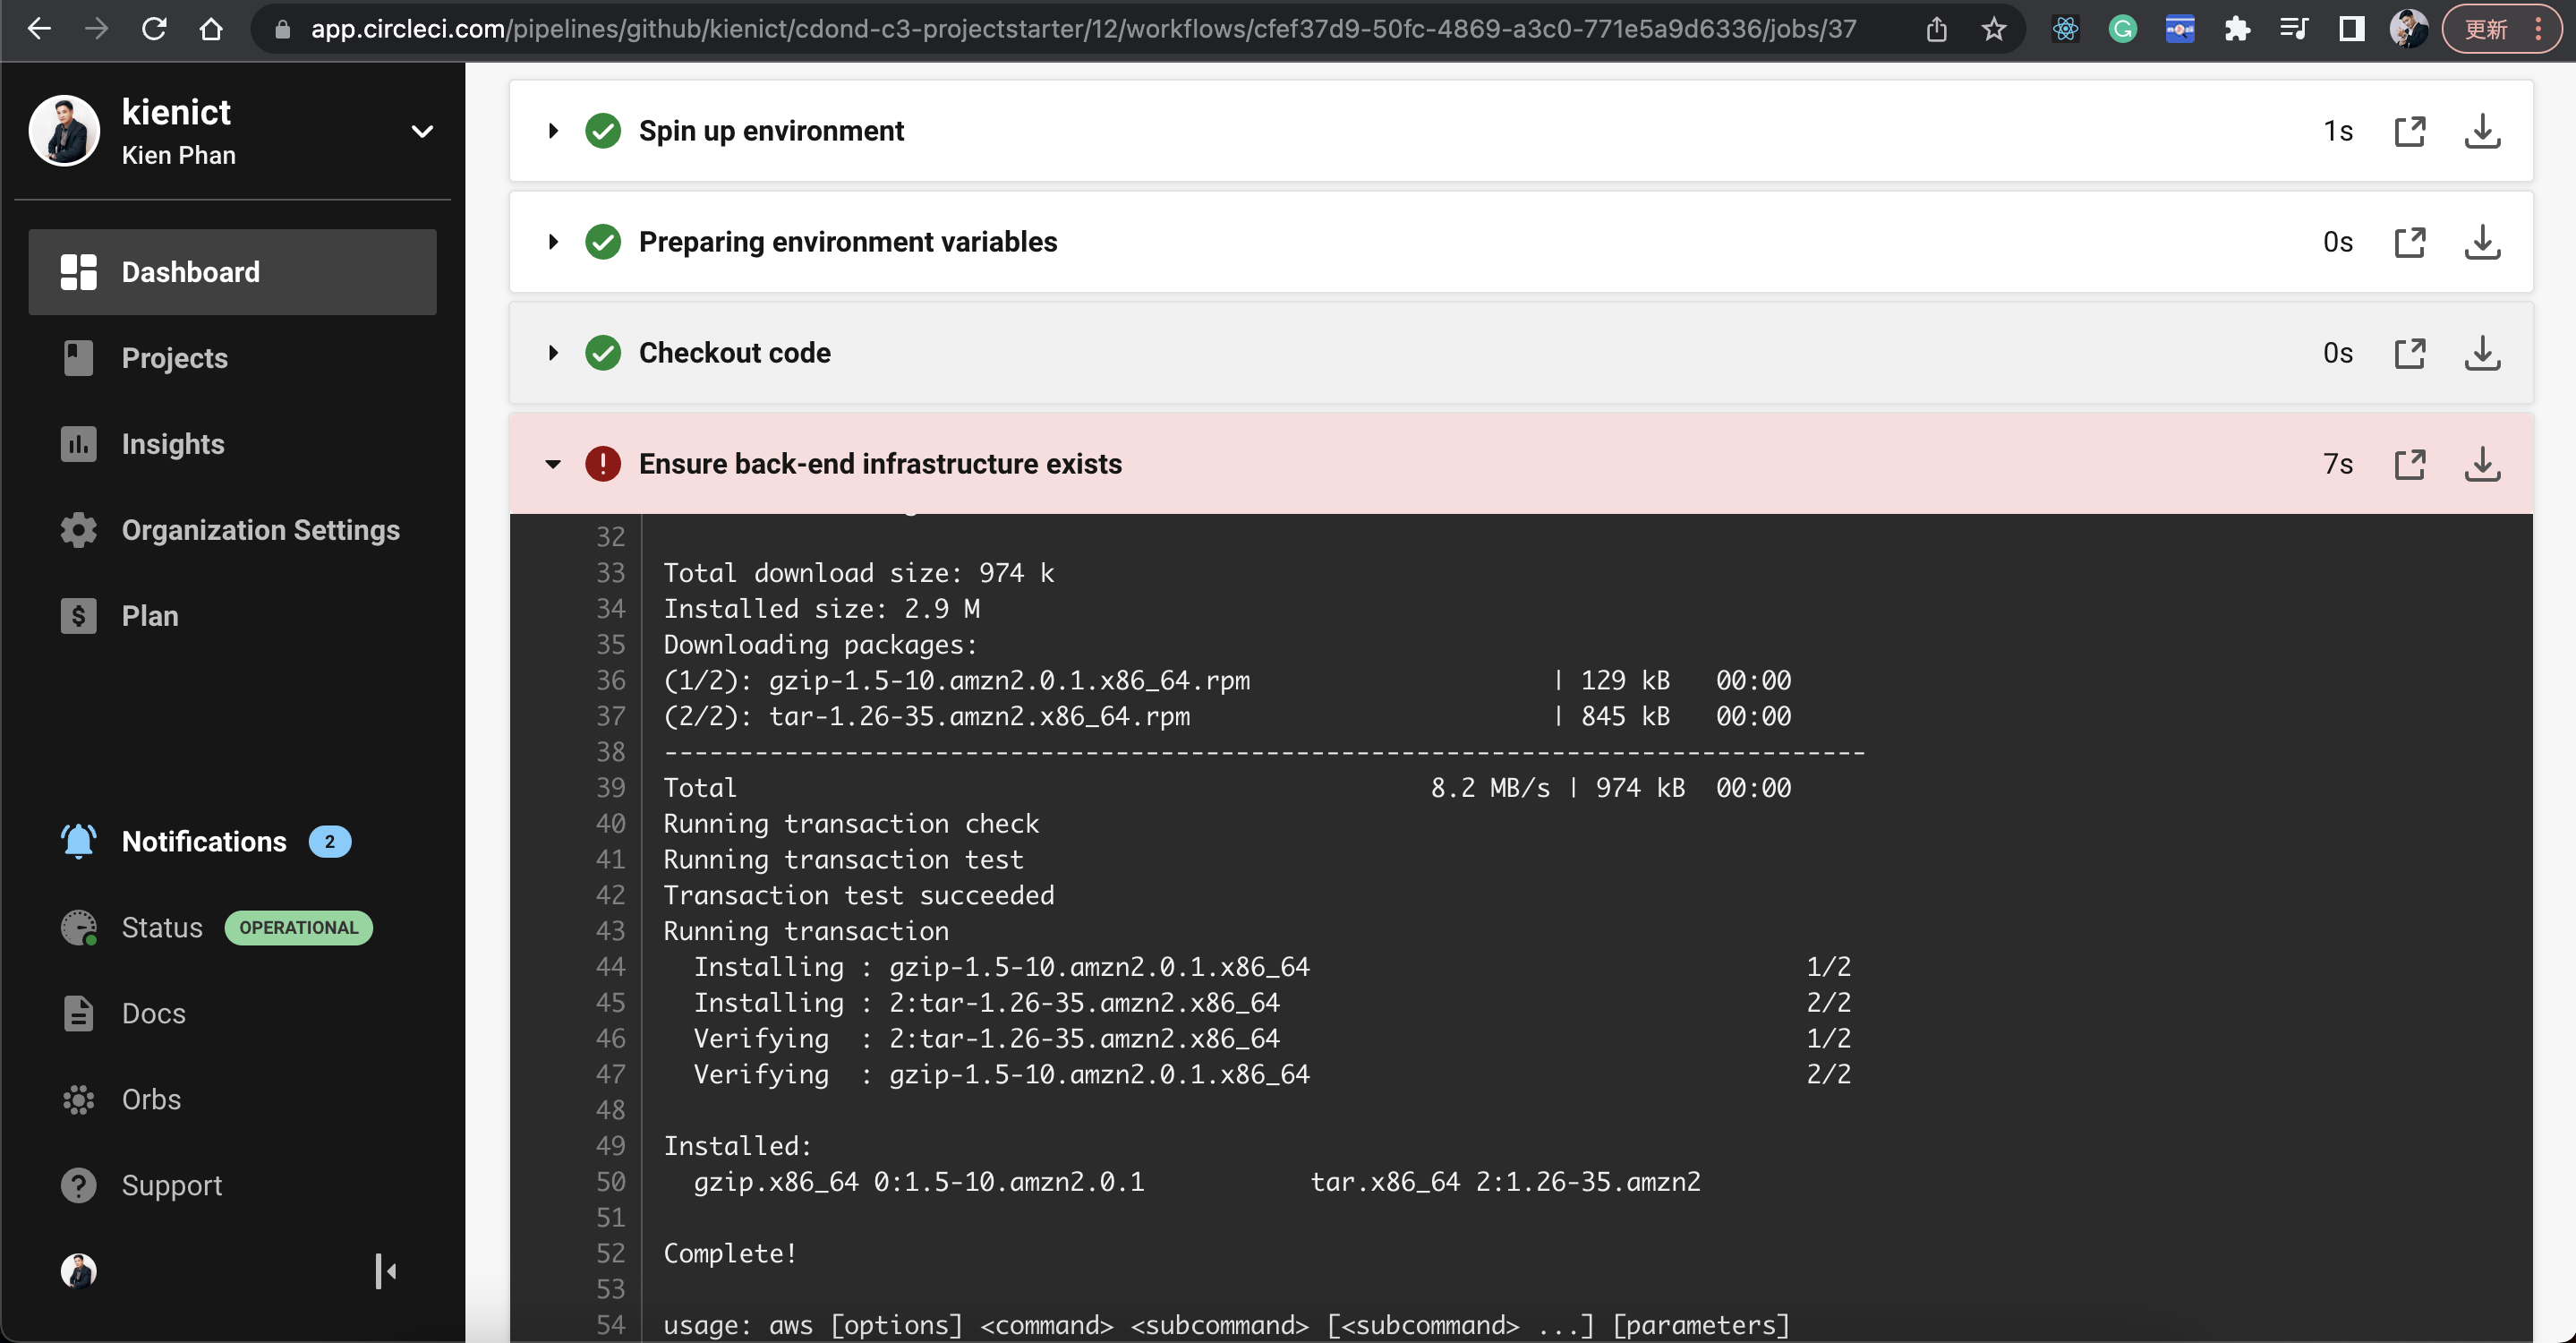 app.circleci.com/pipelines/github/kienict/cdond-c3-projectstarter/12/workflows/cfef37d9-50fc-4869-a3c0-771e5a9d6336/jobs/37
更新
kienict
Kien Phan
Dashboard
Projects
Insights
Organization Settings
Plan
Notifications 2
Status OPERATIONAL
Docs
Orbs
Support
Spin up environment 1s
Preparing environment variables 0s
Checkout code 0s
Ensure back-end infrastructure exists 7s
32
33 Total download size: 974 k
34 Installed size: 2.9 M
35 Downloading packages:
36 (1/2): gzip-1.5-10.amzn2.0.1.x86_64.rpm | 129 kB 00:00
37 (2/2): tar-1.26-35.amzn2.x86_64.rpm | 845 kB 00:00
38 --------------------------------------------------------------------------------
39 Total 8.2 MB/s | 974 kB 00:00
40 Running transaction check
41 Running transaction test
42 Transaction test succeeded
43 Running transaction
44 Installing : gzip-1.5-10.amzn2.0.1.x86_64 1/2
45 Installing : 2:tar-1.26-35.amzn2.x86_64 2/2
46 Verifying : 2:tar-1.26-35.amzn2.x86_64 1/2
47 Verifying : gzip-1.5-10.amzn2.0.1.x86_64 2/2
48
49 Installed:
50 gzip.x86_64 0:1.5-10.amzn2.0.1 tar.x86_64 2:1.26-35.amzn2
51
52 Complete!
53
54 usage: aws [options] <command> <subcommand> [<subcommand> ...] [parameters]